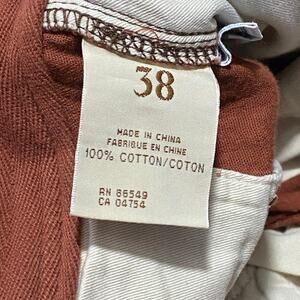 38
MADE IN CHINA
FABRIQUE EN CHINE
100% COTTON/COTON
RN 86549
CA 04754